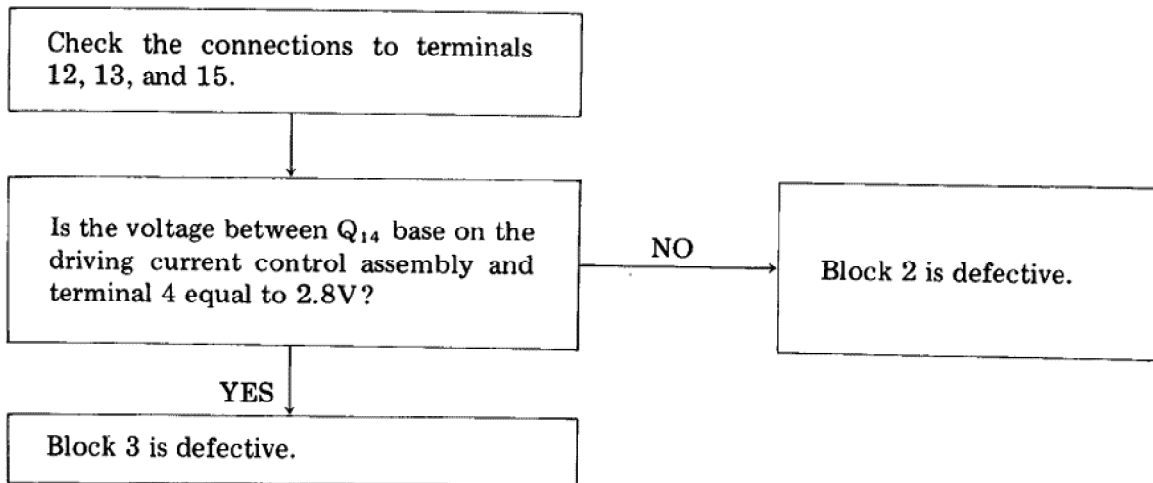 Check the connections to terminals
12, 13, and 15.
Is the voltage between Q₁₄ base on the
driving current control assembly and
terminal 4 equal to 2.8V?
NO
Block 2 is defective.
YES
Block 3 is defective.